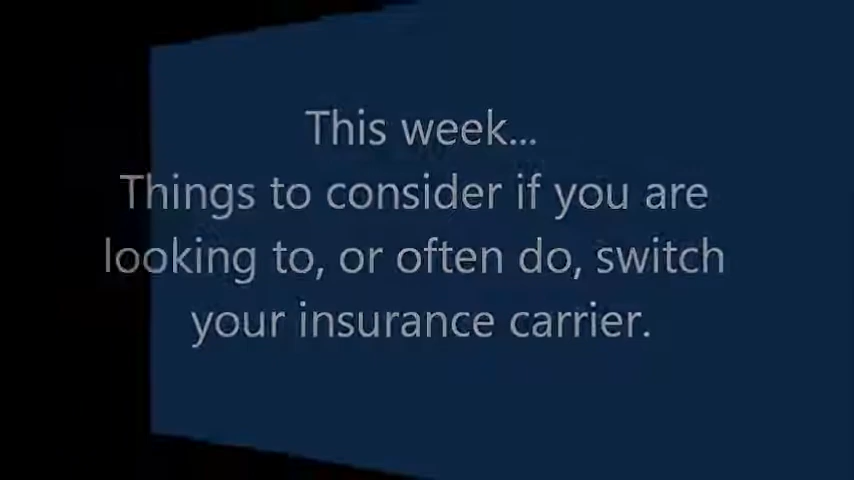 This week...
Things to consider if you are
looking to, or often do, switch
your insurance carrier.